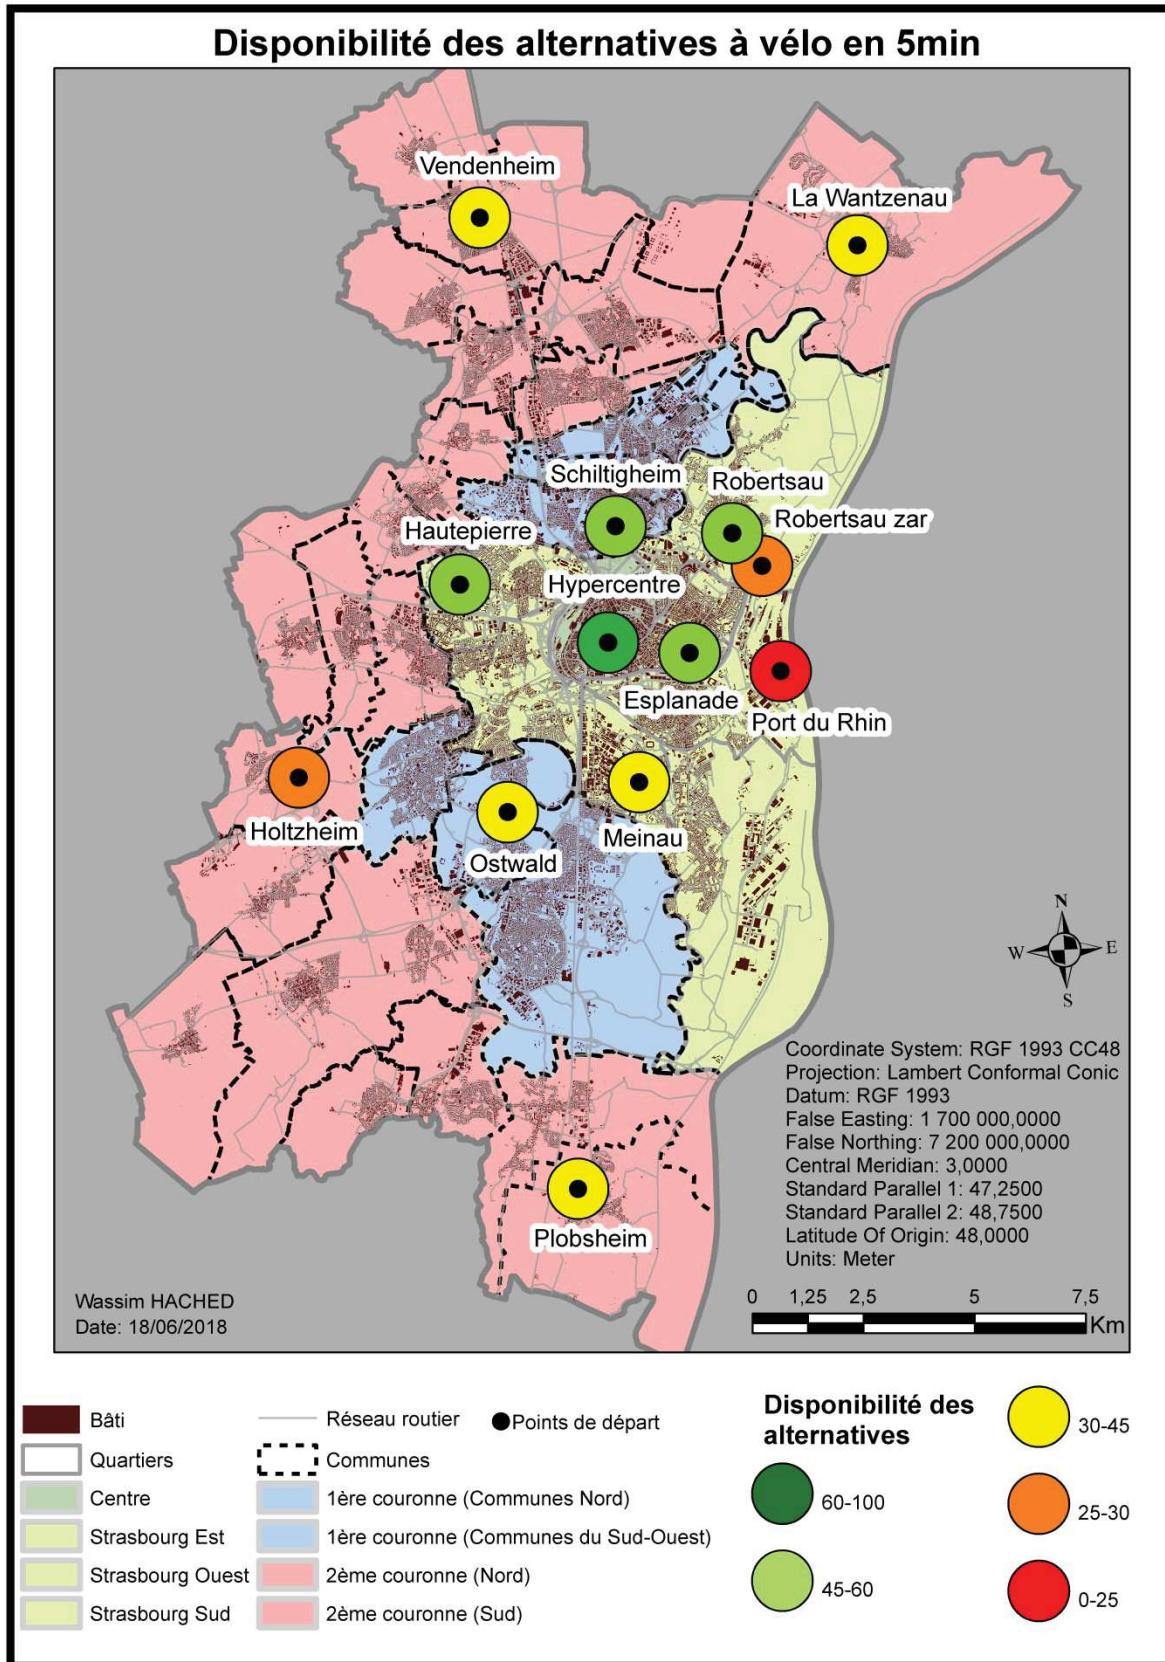 Disponibilité des alternatives à vélo en 5min
Vendenheim
La Wantzenau
Schiltigheim
Robertsau
Robertsau zar
Hautepierre
Hypercentre
Esplanade
Port du Rhin
Holtzheim
Ostwald
Meinau
Plobsheim
N
W
E
S
Coordinate System: RGF 1993 CC48
Projection: Lambert Conformal Conic
Datum: RGF 1993
False Easting: 1 700 000,0000
False Northing: 7 200 000,0000
Central Meridian: 3,0000
Standard Parallel 1: 47,2500
Standard Parallel 2: 48,7500
Latitude Of Origin: 48,0000
Units: Meter
0 1,25 2,5 5 7,5
Km
Wassim HACHED
Date: 18/06/2018
Bâti
Quartiers
Centre
Strasbourg Est
Strasbourg Ouest
Strasbourg Sud
Réseau routier
Points de départ
Communes
1ère couronne (Communes Nord)
1ère couronne (Communes du Sud-Ouest)
2ème couronne (Nord)
2ème couronne (Sud)
Disponibilité des
alternatives
60-100
45-60
30-45
25-30
0-25